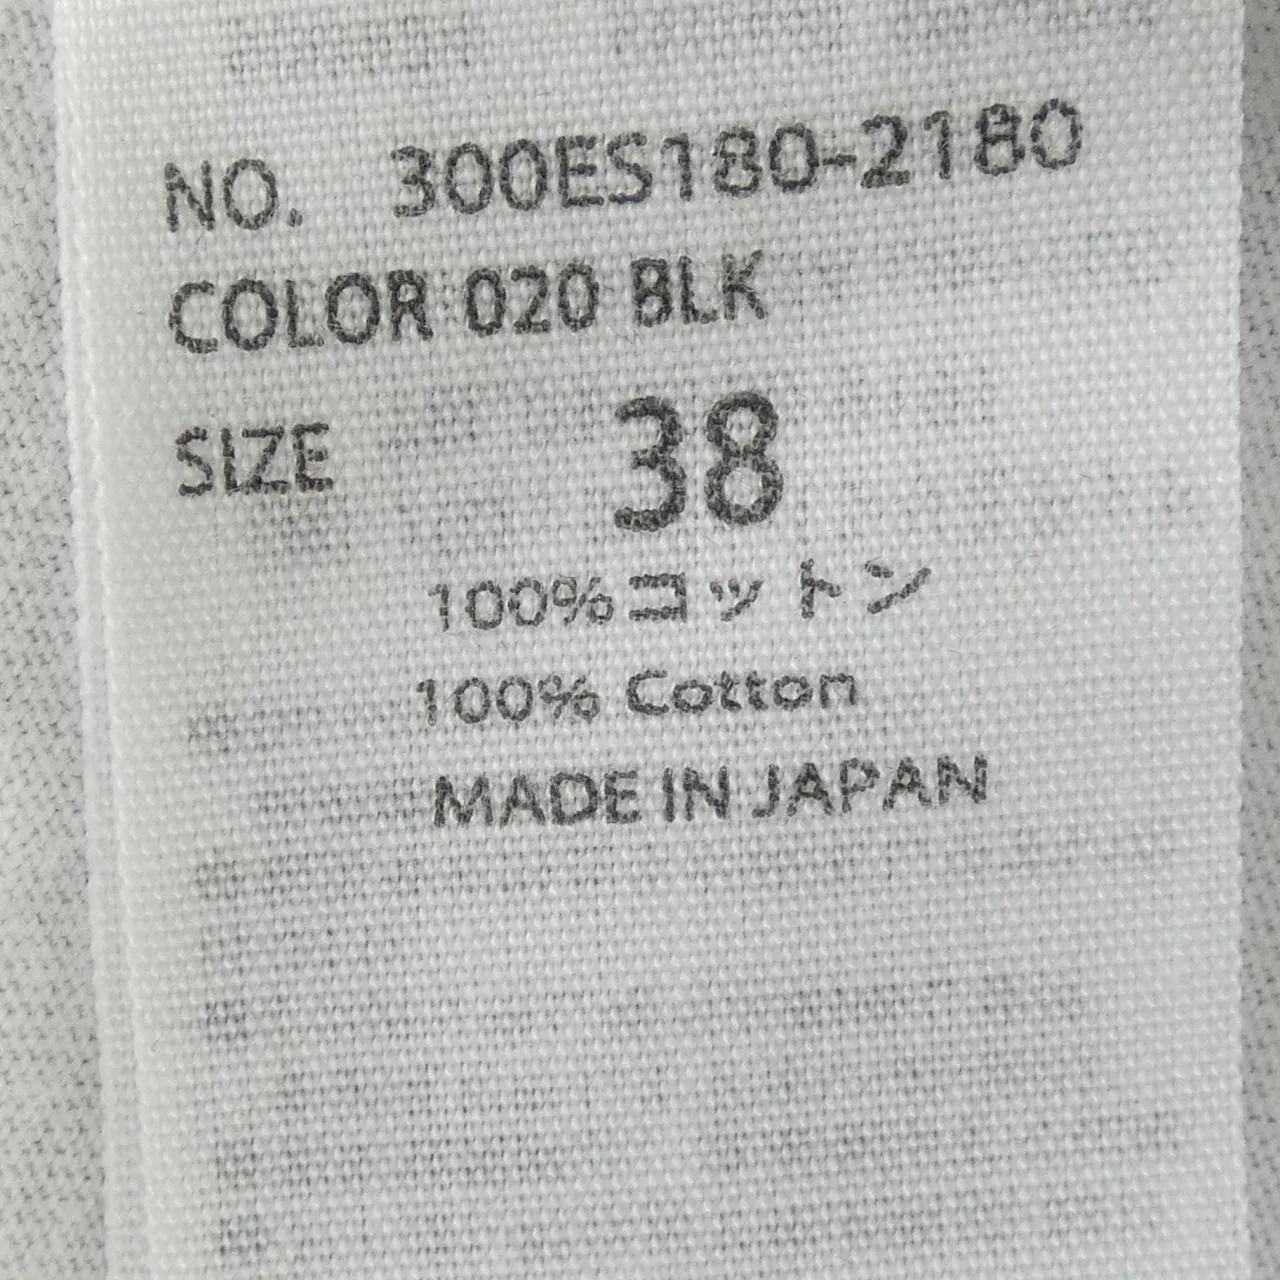 NO. 300ES180-2180
COLOR 020 BLK
SIZE 38
100%コットン
100% Cotton
MADE IN JAPAN